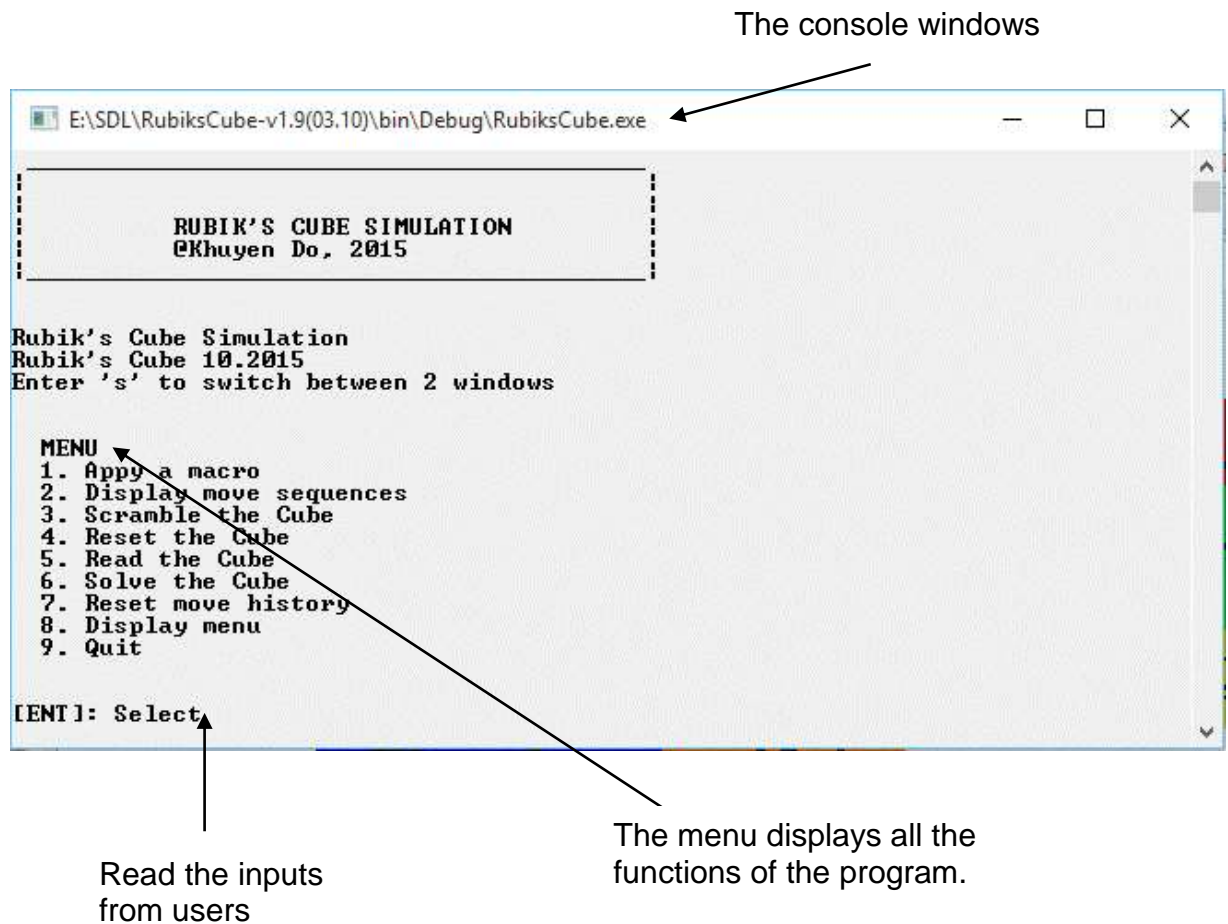 The console windows
E:\SDL\RubiksCube-v1.9(03.10)\bin\Debug\RubiksCube.exe
RUBIK'S CUBE SIMULATION
@Khuyen Do, 2015
Rubik's Cube Simulation
Rubik's Cube 10.2015
Enter 's' to switch between 2 windows
MENU
1. Appy a macro
2. Display move sequences
3. Scramble the Cube
4. Reset the Cube
5. Read the Cube
6. Solve the Cube
7. Reset move history
8. Display menu
9. Quit
[ENT]: Select
Read the inputs
from users
The menu displays all the
functions of the program.